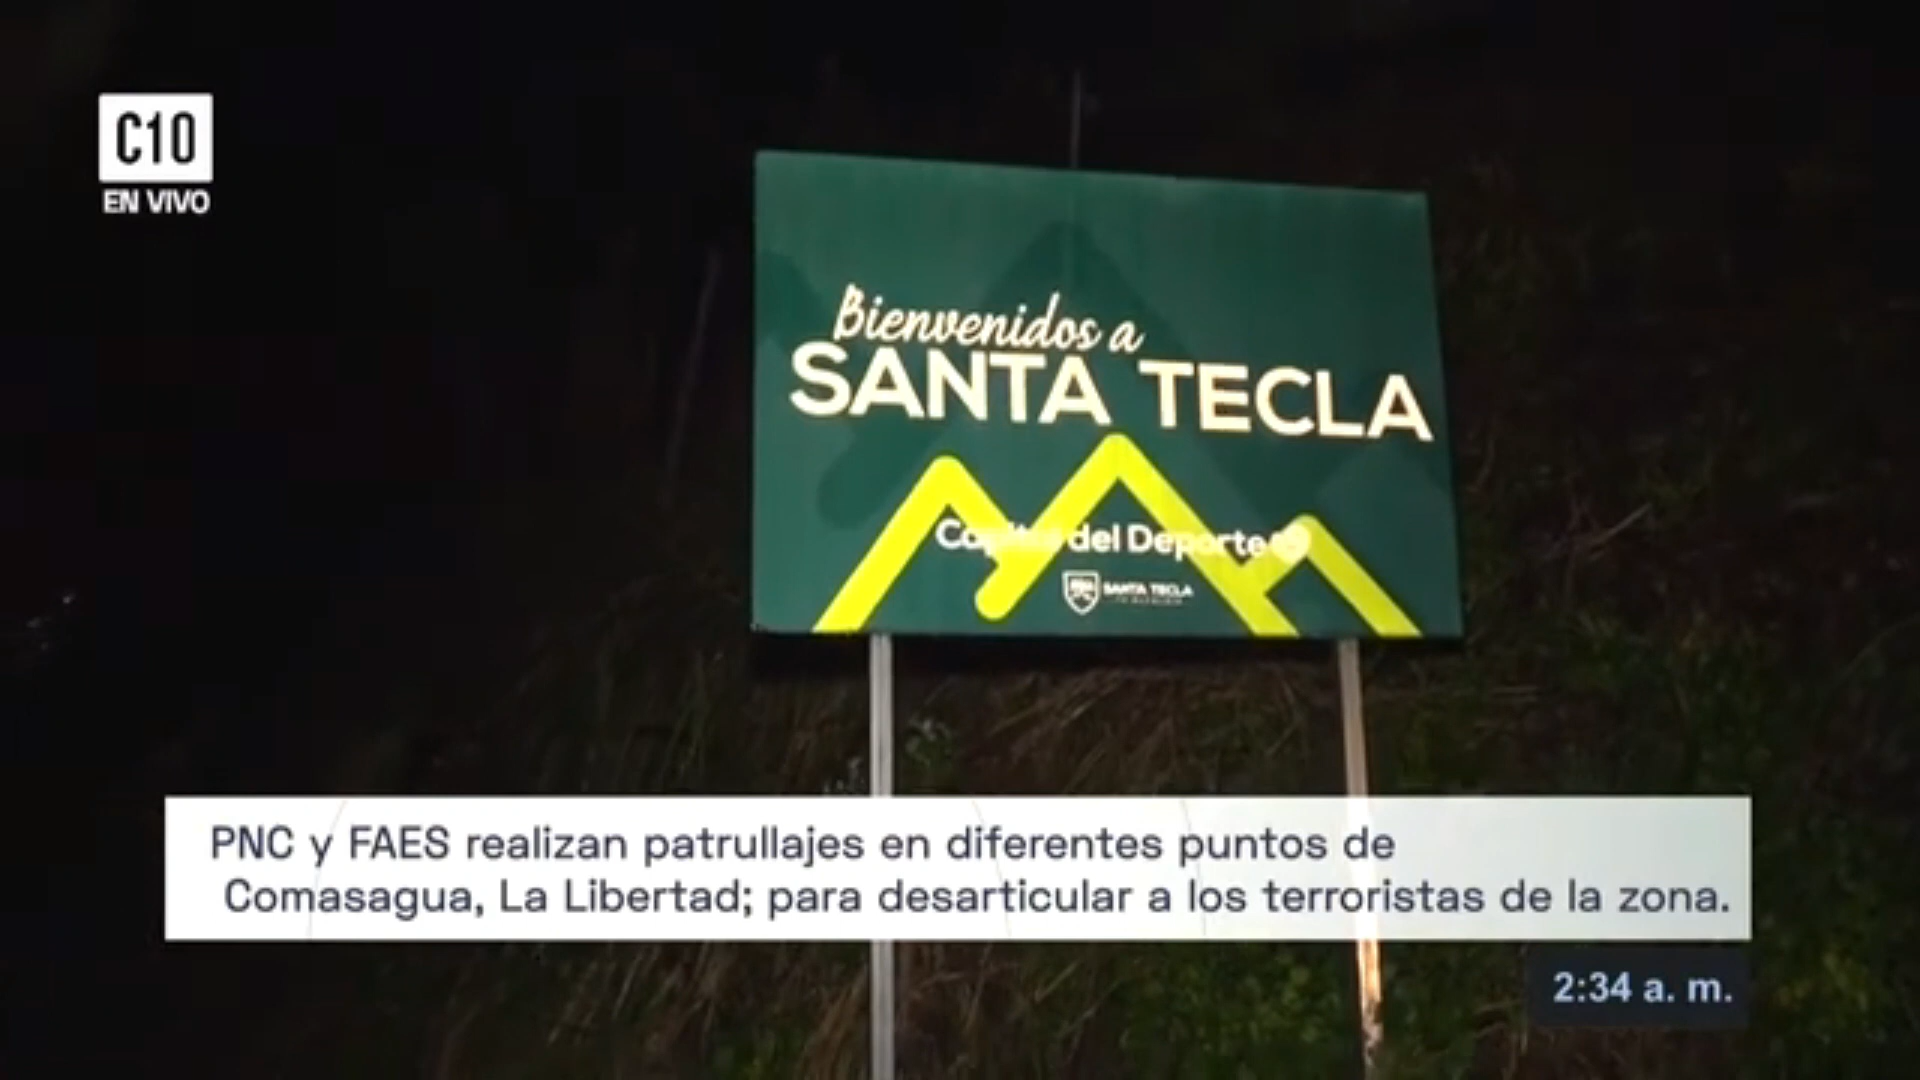 C10
EN VIVO
Bienvenidos a
SANTA TECLA
Capital del Deporte
SANTA TECLA
PNC y FAES realizan patrullajes en diferentes puntos de
Comasagua, La Libertad; para desarticular a los terroristas de la zona.
2:34 a. m.